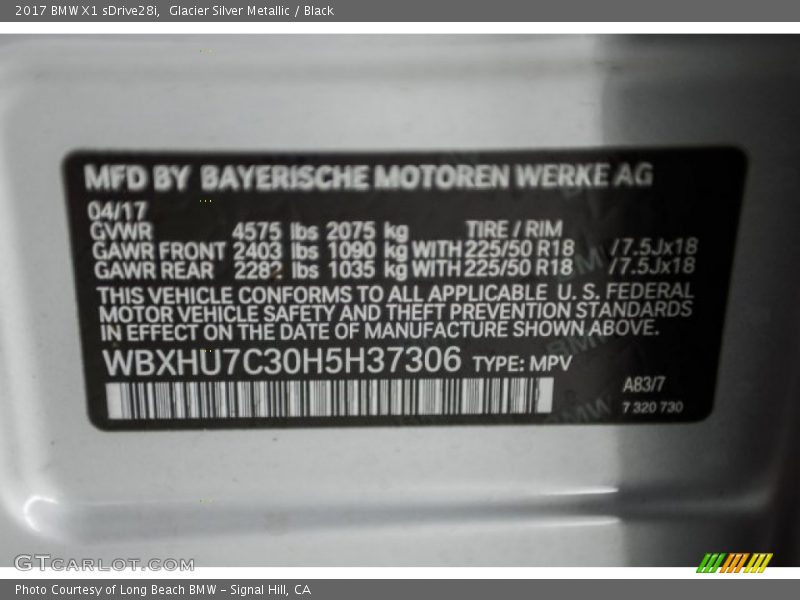 2017 BMW X1 sDrive28i,  Glacier Silver Metallic / Black
MFD BY BAYERISCHE MOTOREN WERKE AG
04/17
GVWR 4575 lbs 2075 kg TIRE / RIM
GAWR FRONT 2403 lbs 1090 kg WITH 225/50 R18 /7.5Jx18
GAWR REAR 2282 lbs 1035 kg WITH 225/50 R18 /7.5Jx18
THIS VEHICLE CONFORMS TO ALL APPLICABLE U. S. FEDERAL
MOTOR VEHICLE SAFETY AND THEFT PREVENTION STANDARDS
IN EFFECT ON THE DATE OF MANUFACTURE SHOWN ABOVE.
WBXHU7C30H5H37306 TYPE: MPV
A83/7
7 320 730
GTCARLOT.COM
Photo Courtesy of Long Beach BMW - Signal Hill, CA